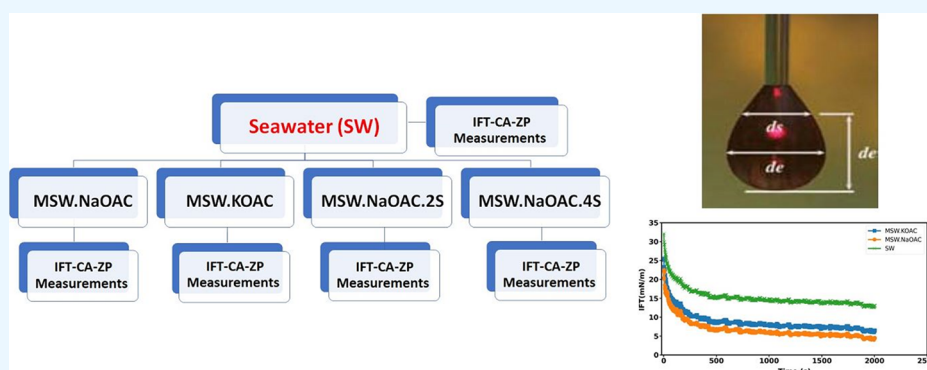 Seawater (SW)
IFT-CA-ZP
Measurements
MSW.NaOAC
MSW.KOAC
MSW.NaOAC.2S
MSW.NaOAC.4S
IFT-CA-ZP
Measurements
IFT-CA-ZP
Measurements
IFT-CA-ZP
Measurements
IFT-CA-ZP
Measurements
ds
de
de
35
30
25
20
15
10
5
0
IFT(mN/m)
MSW.KOAC
MSW.NaOAC
SW
0
500
1000
1500
2000